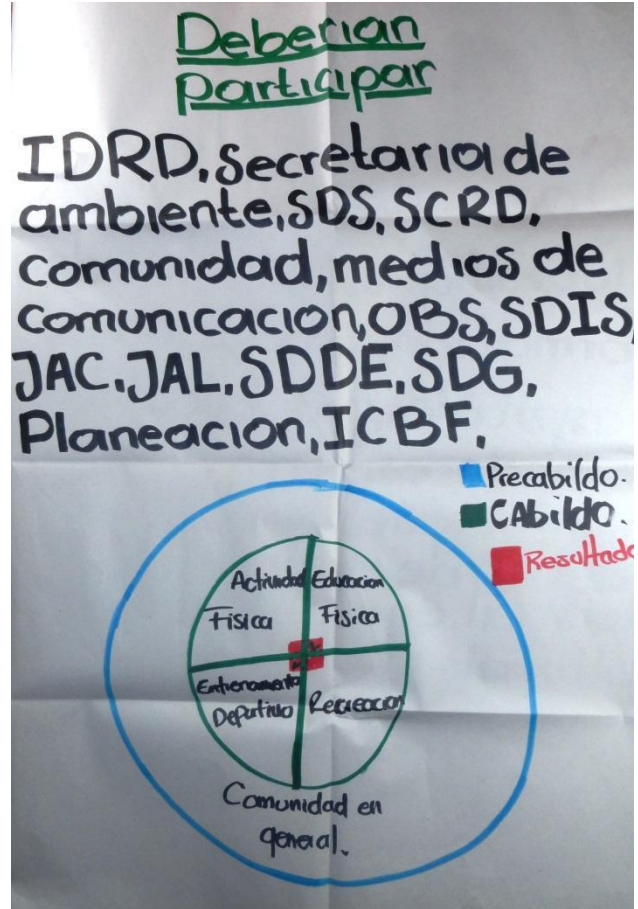 Deberian
participar
IDRD, Secretaria de
ambiente, SDS, SCRD,
Comunidad, medios de
comunicacion, OBS, SDIS,
JAC, JAL, SDDE, SDG,
Planeacion, ICBF.
Precabildo.
CAbildo.
Resultado
Actividad
Fisica
Educacion
Fisica
Entrenamiento
Deportivo
Recreacion
Comunidad en
general.